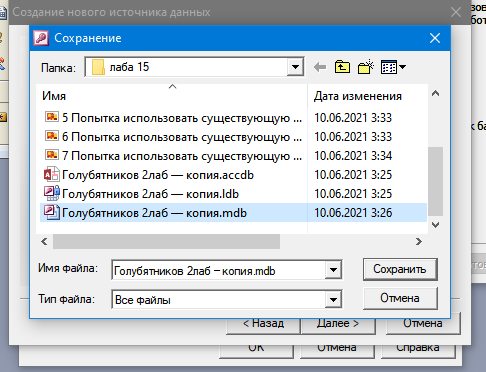 Создание нового источника данных
Сохранение
Папка: лаба 15
Имя Дата изменения
5 Попытка использовать существующую ... 10.06.2021 3:33
6 Попытка использовать существующую ... 10.06.2021 3:33
7 Попытка использовать существующую ... 10.06.2021 3:34
Голубятников 2лаб — копия.accdb 10.06.2021 3:25
Голубятников 2лаб — копия.ldb 10.06.2021 3:25
Голубятников 2лаб — копия.mdb 10.06.2021 3:26
Имя файла: Голубятников 2лаб – копия.mdb Сохранить
Тип файла: Все файлы Отмена
< Назад Далее > Отмена
OK Отмена Справка